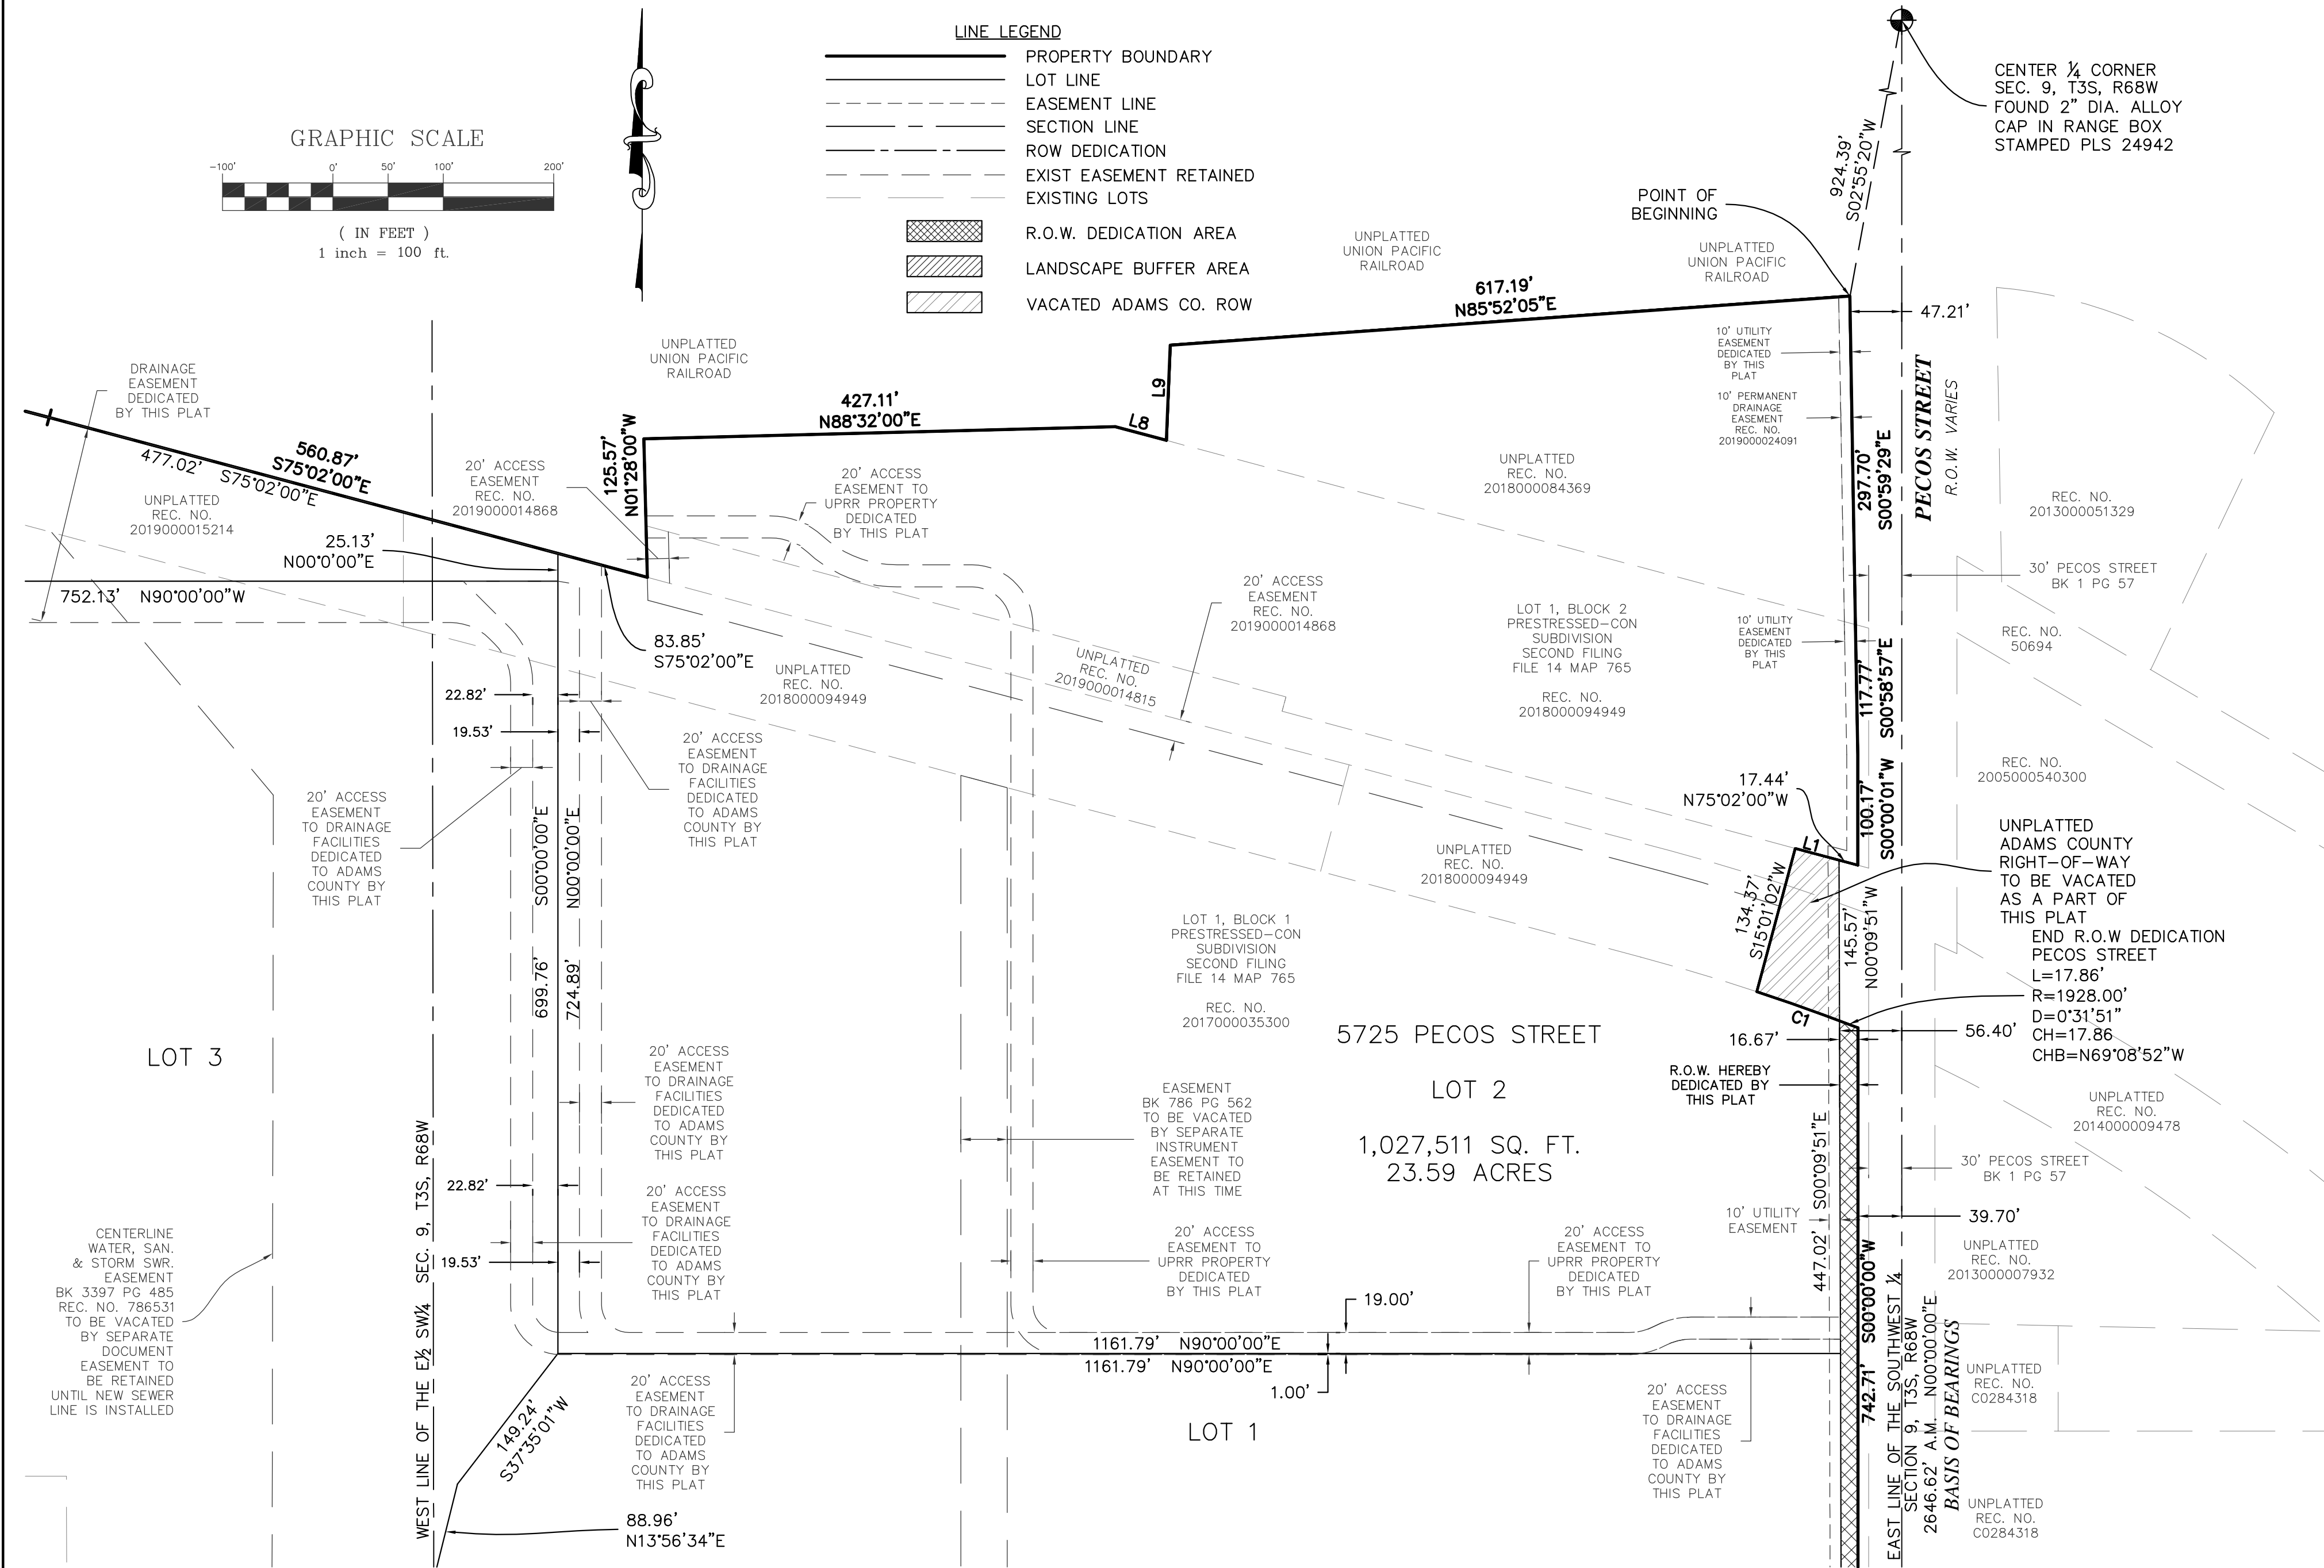 LINE LEGEND
PROPERTY BOUNDARY
LOT LINE
EASEMENT LINE
SECTION LINE
ROW DEDICATION
EXIST EASEMENT RETAINED
EXISTING LOTS
R.O.W. DEDICATION AREA
LANDSCAPE BUFFER AREA
VACATED ADAMS CO. ROW
GRAPHIC SCALE
-100' 0' 50' 100' 200'
( IN FEET )
1 inch = 100 ft.
CENTER ¼ CORNER
SEC. 9, T3S, R68W
FOUND 2" DIA. ALLOY
CAP IN RANGE BOX
STAMPED PLS 24942
924.39'
S02°55'20"W
POINT OF
BEGINNING
UNPLATTED
UNION PACIFIC
RAILROAD
UNPLATTED
UNION PACIFIC
RAILROAD
617.19'
N85°52'05"E
47.21'
UNPLATTED
UNION PACIFIC
RAILROAD
10' UTILITY
EASEMENT
DEDICATED
BY THIS
PLAT
10' PERMANENT
DRAINAGE
EASEMENT
REC. NO.
2019000024091
PECOS STREET
R.O.W. VARIES
297.70'
S00°59'29"E
DRAINAGE
EASEMENT
DEDICATED
BY THIS PLAT
L9
L8
427.11'
N88°32'00"E
125.57'
N01°28'00"W
560.87'
S75°02'00"E
477.02' S75°02'00"E
20' ACCESS
EASEMENT
REC. NO.
2019000014868
20' ACCESS
EASEMENT TO
UPRR PROPERTY
DEDICATED
BY THIS PLAT
UNPLATTED
REC. NO.
2018000084369
UNPLATTED
REC. NO.
2019000015214
REC. NO.
2013000051329
25.13'
N00°0'00"E
752.13' N90°00'00"W
20' ACCESS
EASEMENT
REC. NO.
2019000014868
LOT 1, BLOCK 2
PRESTRESSED-CON
SUBDIVISION
SECOND FILING
FILE 14 MAP 765
REC. NO.
2018000094949
30' PECOS STREET
BK 1 PG 57
10' UTILITY
EASEMENT
DEDICATED
BY THIS
PLAT
REC. NO.
50694
83.85'
S75°02'00"E
117.77'
S00°58'57"E
UNPLATTED
REC. NO.
2018000094949
UNPLATTED
REC. NO.
2019000014815
22.82'
19.53'
20' ACCESS
EASEMENT
TO DRAINAGE
FACILITIES
DEDICATED
TO ADAMS
COUNTY BY
THIS PLAT
20' ACCESS
EASEMENT
TO DRAINAGE
FACILITIES
DEDICATED
TO ADAMS
COUNTY BY
THIS PLAT
17.44'
N75°02'00"W
100.17'
S00°00'01"W
REC. NO.
2005000540300
UNPLATTED
ADAMS COUNTY
RIGHT-OF-WAY
TO BE VACATED
AS A PART OF
THIS PLAT
L1
134.37'
S15°01'02"W
145.57'
N00°09'51"W
C1
UNPLATTED
REC. NO.
2018000094949
S00°00'00"E
N00°00'00"E
699.76'
724.89'
LOT 1, BLOCK 1
PRESTRESSED-CON
SUBDIVISION
SECOND FILING
FILE 14 MAP 765
REC. NO.
2017000035300
END R.O.W DEDICATION
PECOS STREET
L=17.86'
R=1928.00'
D=0°31'51"
CH=17.86
CHB=N69°08'52"W
LOT 3
5725 PECOS STREET
LOT 2
1,027,511 SQ. FT.
23.59 ACRES
16.67'
56.40'
R.O.W. HEREBY
DEDICATED BY
THIS PLAT
20' ACCESS
EASEMENT
TO DRAINAGE
FACILITIES
DEDICATED
TO ADAMS
COUNTY BY
THIS PLAT
EASEMENT
BK 786 PG 562
TO BE VACATED
BY SEPARATE
INSTRUMENT
EASEMENT TO
BE RETAINED
AT THIS TIME
UNPLATTED
REC. NO.
2014000009478
30' PECOS STREET
BK 1 PG 57
447.02' S00°09'51"E
22.82'
20' ACCESS
EASEMENT
TO DRAINAGE
FACILITIES
DEDICATED
TO ADAMS
COUNTY BY
THIS PLAT
19.53'
10' UTILITY
EASEMENT
39.70'
CENTERLINE
WATER, SAN.
& STORM SWR.
EASEMENT
BK 3397 PG 485
REC. NO. 786531
TO BE VACATED
BY SEPARATE
DOCUMENT
EASEMENT TO
BE RETAINED
UNTIL NEW SEWER
LINE IS INSTALLED
20' ACCESS
EASEMENT TO
UPRR PROPERTY
DEDICATED
BY THIS PLAT
20' ACCESS
EASEMENT TO
UPRR PROPERTY
DEDICATED
BY THIS PLAT
UNPLATTED
REC. NO.
2013000007932
19.00'
1161.79' N90°00'00"E
1161.79' N90°00'00"E
1.00'
742.71' S00°00'00"W
WEST LINE OF THE E½ SW¼ SEC. 9, T3S, R68W
EAST LINE OF THE SOUTHWEST ¼
SECTION 9, T3S, R68W
2646.62' A.M. N00°00'00"E
BASIS OF BEARINGS
UNPLATTED
REC. NO.
C0284318
149.24'
S37°35'01"W
20' ACCESS
EASEMENT
TO DRAINAGE
FACILITIES
DEDICATED
TO ADAMS
COUNTY BY
THIS PLAT
LOT 1
20' ACCESS
EASEMENT
TO DRAINAGE
FACILITIES
DEDICATED
TO ADAMS
COUNTY BY
THIS PLAT
88.96'
N13°56'34"E
UNPLATTED
REC. NO.
C0284318